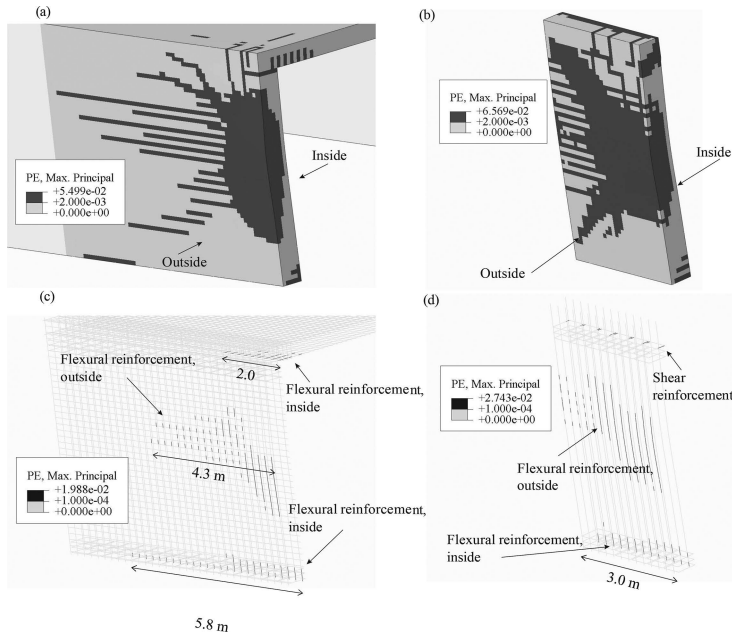 (a)
PE, Max. Principal
+5.499e-02
+2.000e-03
+0.000e+00
Inside
Outside
(b)
PE, Max. Principal
+6.569e-02
+2.000e-03
+0.000e+00
Inside
Outside
(c)
Flexural reinforcement,
outside
2.0
Flexural reinforcement,
inside
4.3 m
PE, Max. Principal
+1.988e-02
+1.000e-04
+0.000e+00
Flexural reinforcement,
inside
5.8 m
(d)
PE, Max. Principal
+2.743e-02
+1.000e-04
+0.000e+00
Shear
reinforcement
Flexural reinforcement,
outside
Flexural reinforcement,
inside
3.0 m